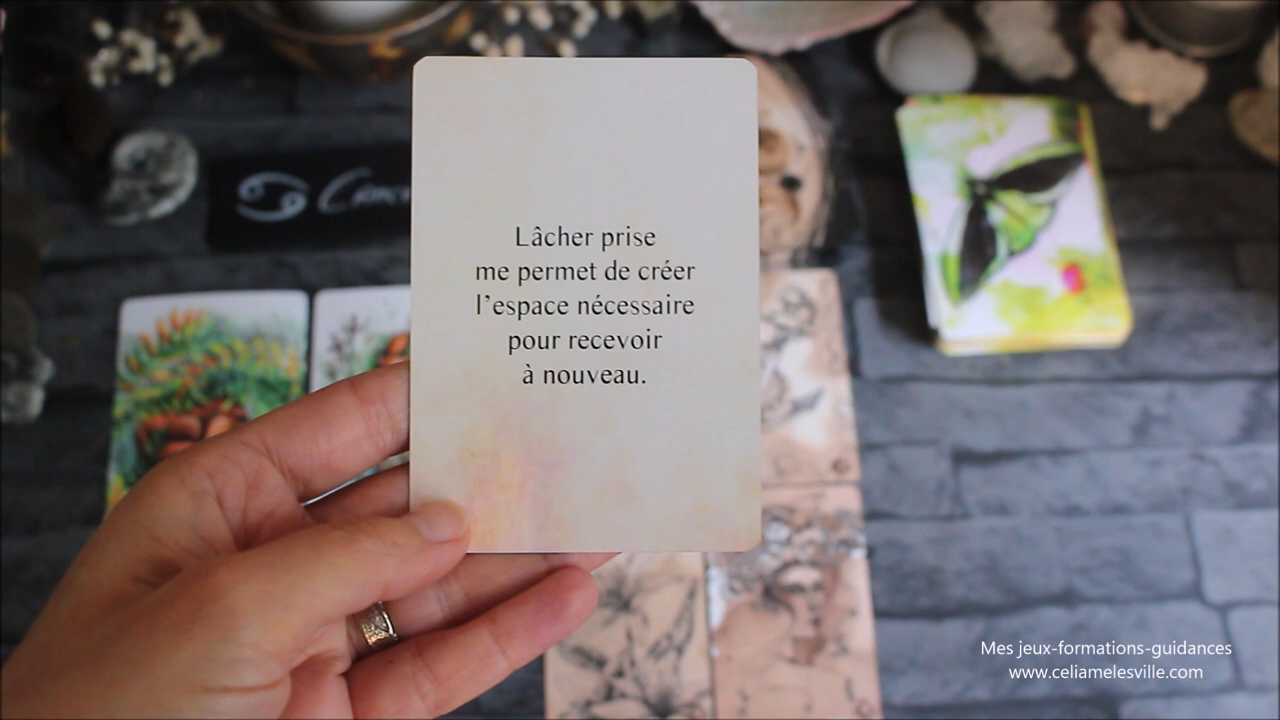 Lâcher prise
me permet de créer
l'espace nécessaire
pour recevoir
à nouveau.
Mes jeux-formations-guidances
www.celiamelesville.com